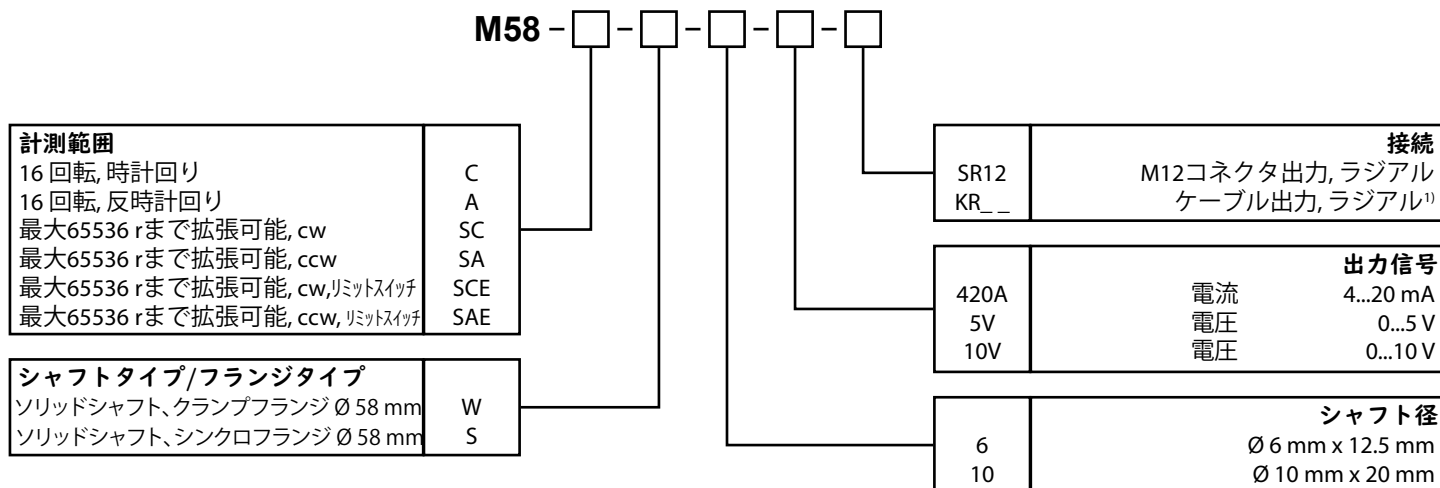 M58 – □ – □ – □ – □ – □
計測範囲
16 回転, 時計回り C
16 回転, 反時計回り A
最大65536 rまで拡張可能, cw SC
最大65536 rまで拡張可能, ccw SA
最大65536 rまで拡張可能, cw,リミットスイッチ SCE
最大65536 rまで拡張可能, ccw, リミットスイッチ SAE
シャフトタイプ/フランジタイプ
ソリッドシャフト、クランプフランジ Ø 58 mm W
ソリッドシャフト、シンクロフランジ Ø 58 mm S
接続
SR12 M12コネクタ出力, ラジアル
KR_ _ ケーブル出力, ラジアル¹⁾
出力信号
420A 電流 4...20 mA
5V 電圧 0...5 V
10V 電圧 0...10 V
シャフト径
6 Ø 6 mm x 12.5 mm
10 Ø 10 mm x 20 mm